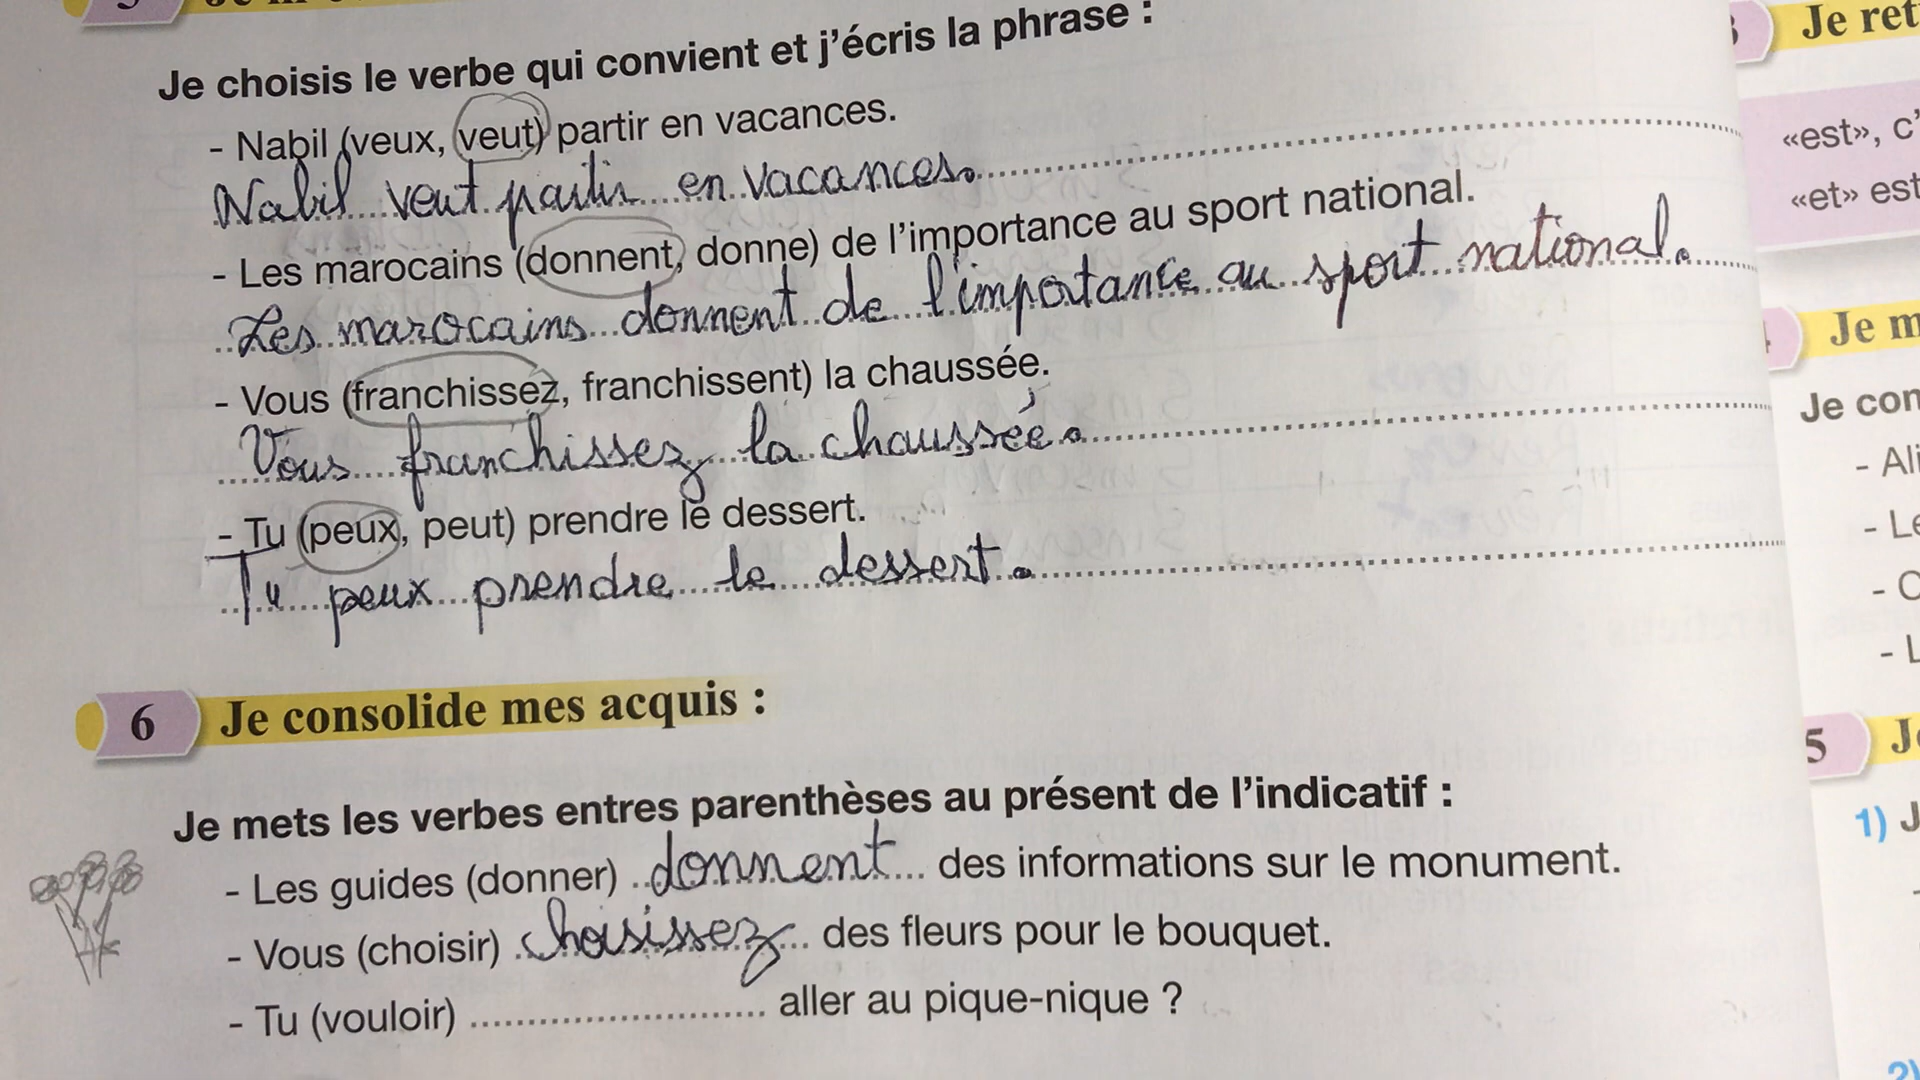 Je choisis le verbe qui convient et j'écris la phrase :
- Nabil (veux, veut) partir en vacances.
Nabil veut partir en vacances.
- Les marocains (donnent, donne) de l'importance au sport national.
Les marocains donnent de l'importance au sport national.
- Vous (franchissez, franchissent) la chaussée.
Vous franchissez la chaussée.
- Tu (peux, peut) prendre le dessert.
Tu peux prendre le dessert.
6 Je consolide mes acquis :
Je mets les verbes entres parenthèses au présent de l'indicatif :
- Les guides (donner) donnent des informations sur le monument.
- Vous (choisir) choisissez des fleurs pour le bouquet.
- Tu (vouloir) .......................... aller au pique-nique ?
Je ret
«est», c'
«et» est
Je m
Je con
- Ali
- Le
- C
- L
5 Je
1) J
2)